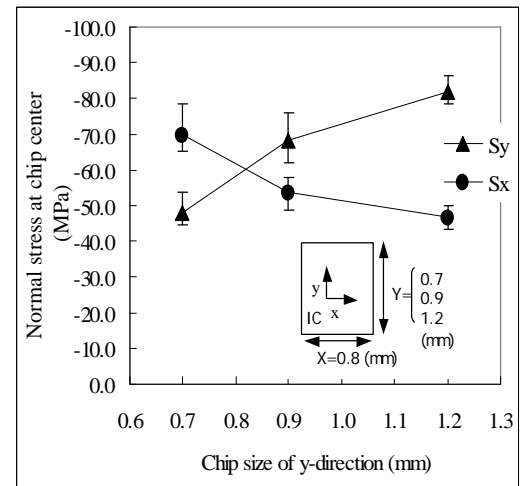 Normal stress at chip center
(MPa)
-100.0
-90.0
-80.0
-70.0
-60.0
-50.0
-40.0
-30.0
-20.0
-10.0
0.0
Sy
Sx
y
x
IC
Y=
0.7
0.9
1.2
(mm)
X=0.8 (mm)
0.6 0.7 0.8 0.9 1.0 1.1 1.2 1.3
Chip size of y-direction (mm)